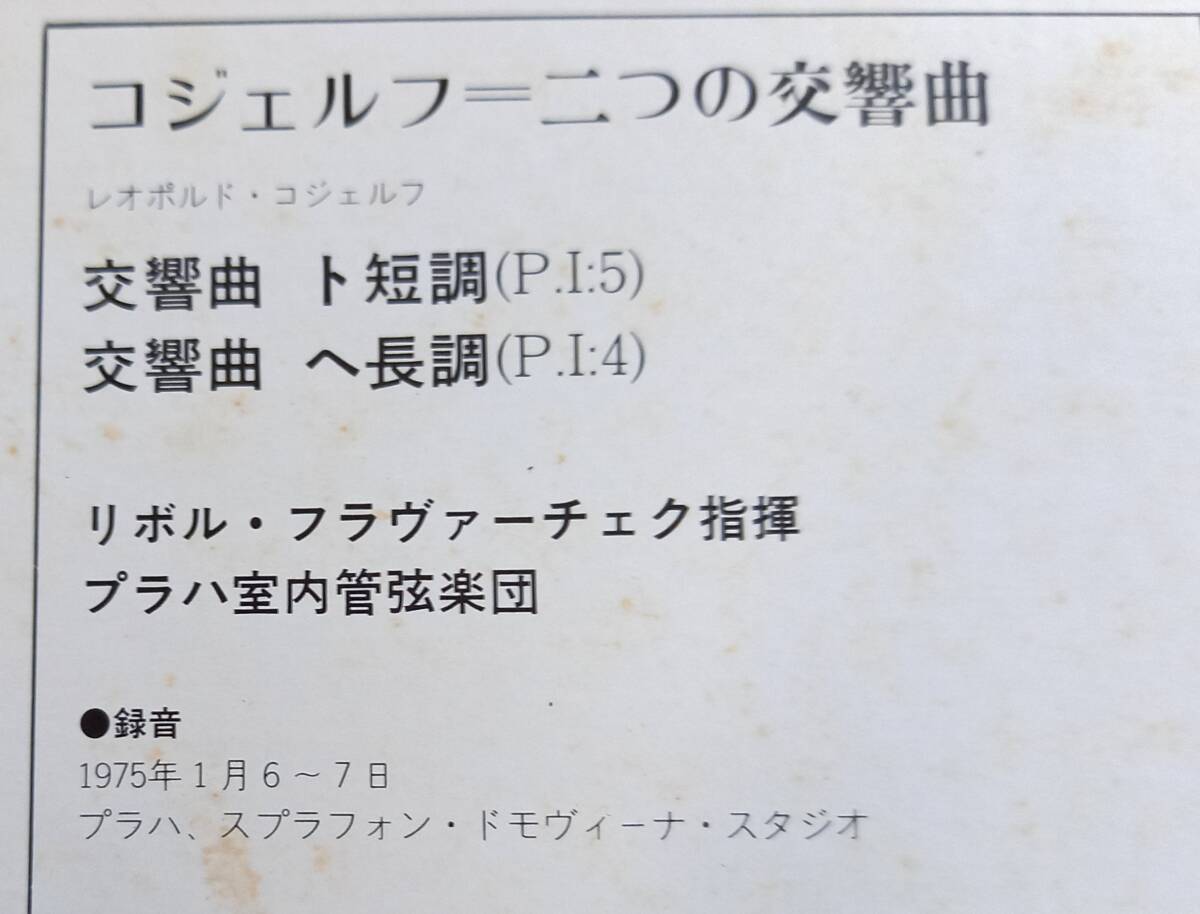 コジェルフ＝二つの交響曲
レオポルド・コジェルフ
交響曲 ト短調(P.I:5)
交響曲 ヘ長調(P.I:4)
リボル・フラヴァーチェク指揮
プラハ室内管弦楽団
●録音
1975年1月6～7日
プラハ、スプラフォン・ドモヴィーナ・スタジオ